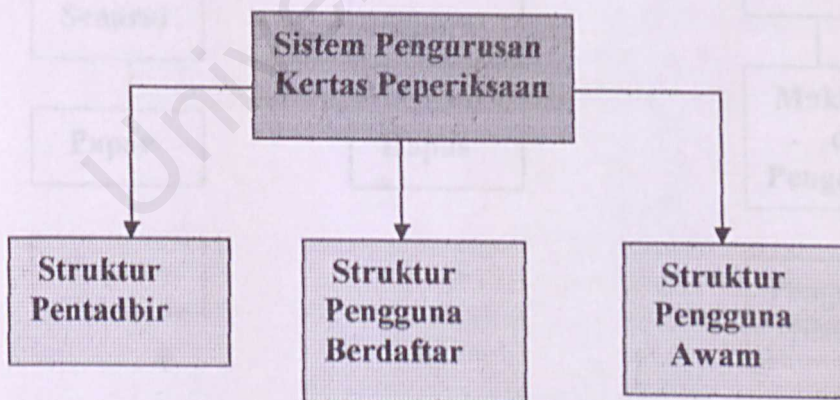 Sistem Pengurusan
Kertas Peperiksaan
Struktur
Pentadbir
Struktur
Pengguna
Berdaftar
Struktur
Pengguna
Awam